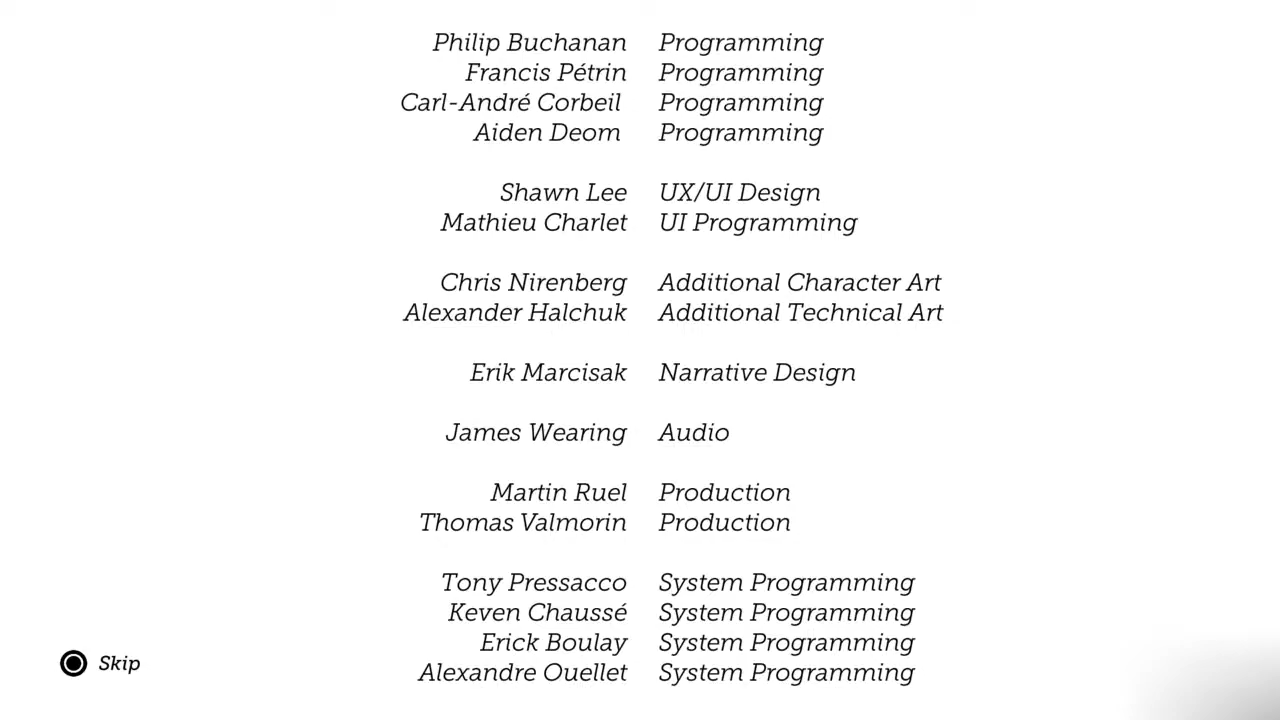 Philip Buchanan Programming
Francis Pétrin Programming
Carl-André Corbeil Programming
Aiden Deom Programming
Shawn Lee UX/UI Design
Mathieu Charlet UI Programming
Chris Nirenberg Additional Character Art
Alexander Halchuk Additional Technical Art
Erik Marcisak Narrative Design
James Wearing Audio
Martin Ruel Production
Thomas Valmorin Production
Tony Pressacco System Programming
Keven Chaussé System Programming
Erick Boulay System Programming
Alexandre Ouellet System Programming
Skip